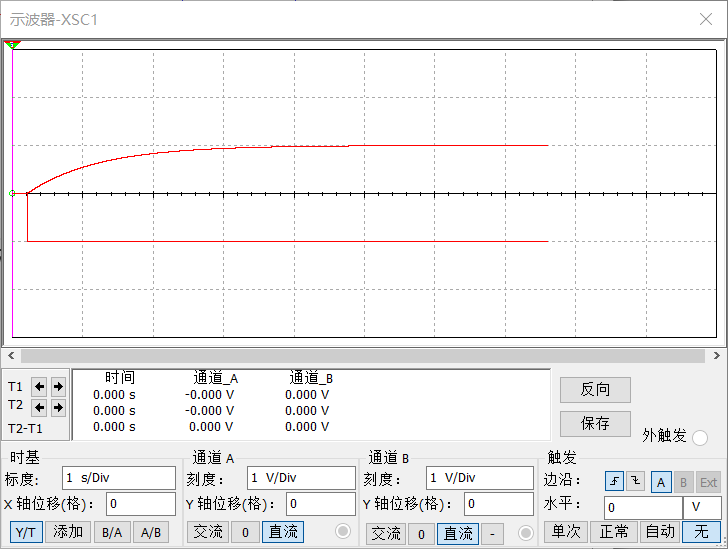 示波器-XSC1
时间 通道_A 通道_B
T1 0.000 s -0.000 V 0.000 V
T2 0.000 s -0.000 V 0.000 V
T2-T1 0.000 s 0.000 V 0.000 V
反向
保存
外触发
时基
标度: 1 s/Div
X 轴位移(格): 0
Y/T 添加 B/A A/B
通道 A
刻度: 1 V/Div
Y 轴位移(格): 0
交流 0 直流
通道 B
刻度: 1 V/Div
Y 轴位移(格): 0
交流 0 直流 -
触发
边沿: A B Ext
水平: 0 V
单次 正常 自动 无